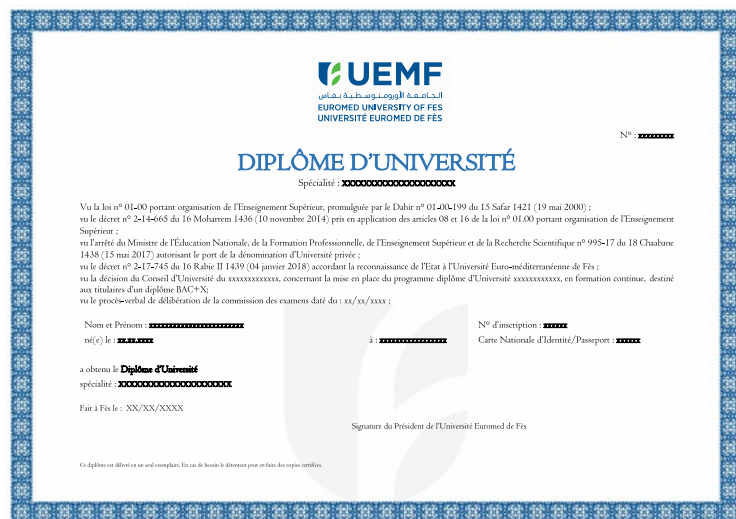 UEMF
الجامعة الأورومتوسطية بفاس
EUROMED UNIVERSITY OF FES
UNIVERSITÉ EUROMED DE FÈS
N° : xxxxxxxxx
DIPLÔME D'UNIVERSITÉ
Spécialité : XXXXXXXXXXXXXXXXXXXXX
Vu la loi n° 01-00 portant organisation de l'Enseignement Supérieur, promulguée par le Dahir n° 01-00-199 du 15 Safar 1421 (19 mai 2000) ;
vu le décret n° 2-14-665 du 16 Moharrem 1436 (10 novembre 2014) pris en application des articles 08 et 16 de la loi n° 01.00 portant organisation de l'Enseignement
Supérieur ;
vu l'arrêté du Ministre de l'Éducation Nationale, de la Formation Professionnelle, de l'Enseignement Supérieur et de la Recherche Scientifique n° 995-17 du 18 Chaabane
1438 (15 mai 2017) autorisant le port de la dénomination d'Université privée ;
vu le décret n° 2-17-745 du 16 Rabie II 1439 (04 janvier 2018) accordant la reconnaissance de l'Etat à l'Université Euro-méditerranéenne de Fès ;
vu la décision du Conseil d'Université du xxxxxxxxxxxxx, concernant la mise en place du programme diplôme d'Université xxxxxxxxxxxx, en formation continue, destiné
aux titulaires d'un diplôme BAC+X;
vu le procès-verbal de délibération de la commission des examens daté du : xx/xx/xxxx ;
Nom et Prénom : xxxxxxxxxxxxxxxxxxxxxxxx N° d'inscription : xxxxxx
né(e) le : xx.xx.xxxx à : xxxxxxxxxxxxxxxxx Carte Nationale d'Identité/Passeport : xxxxxx
a obtenu le Diplôme d'Université
spécialité : XXXXXXXXXXXXXXXXXXXXX
Fait à Fès le : XX/XX/XXXX
Signature du Président de l'Université Euromed de Fès
Ce diplôme est délivré en un seul exemplaire. En cas de besoin le détenteur peut en faire des copies certifiées.